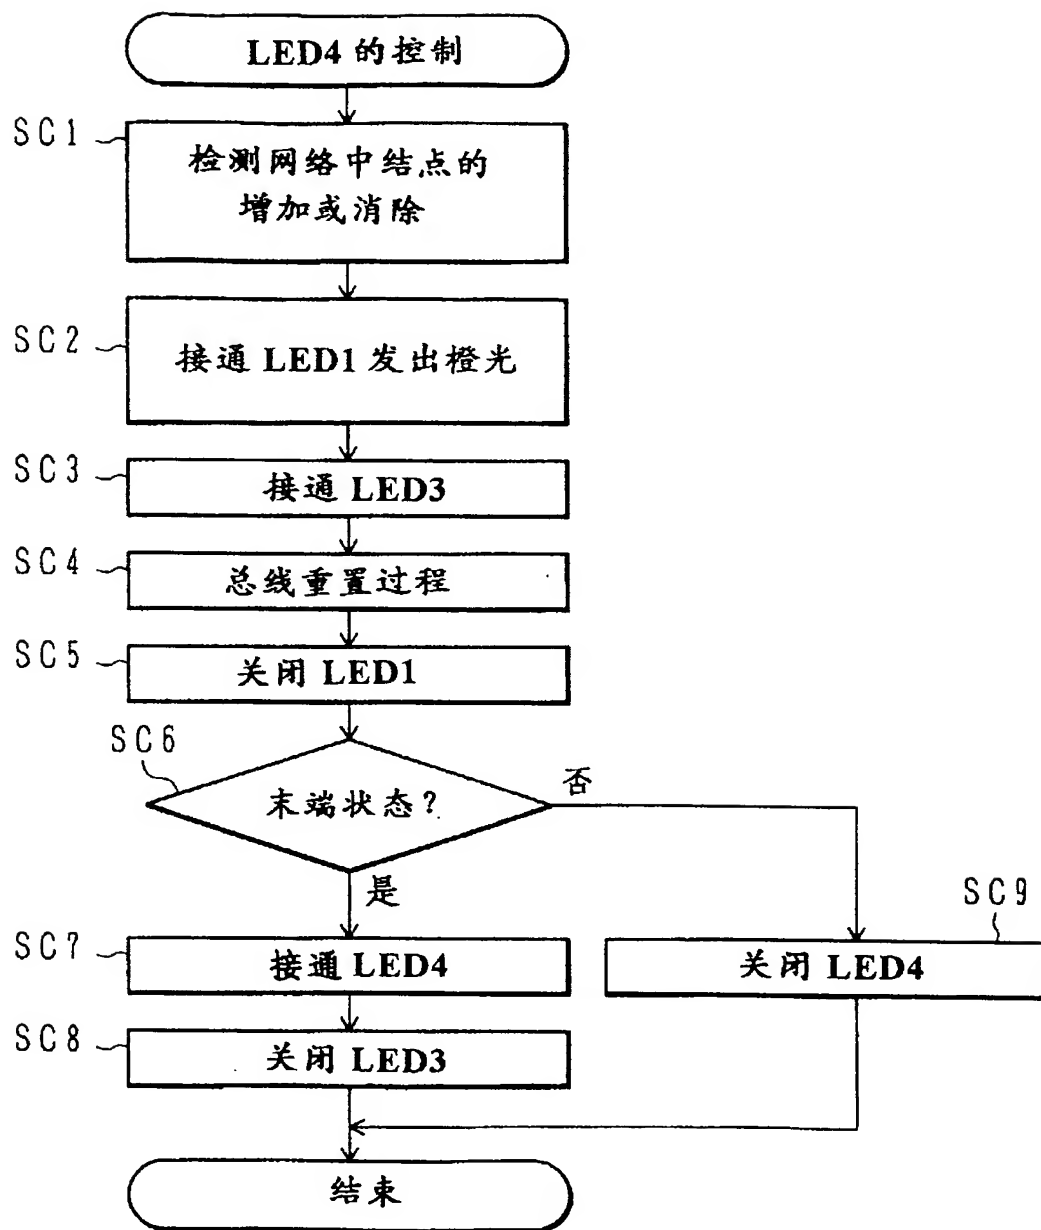 LED4 的控制
SC1
检测网络中结点的
增加或消除
SC2
接通 LED1 发出橙光
SC3
接通 LED3
SC4
总线重置过程
SC5
关闭 LED1
SC6
末端状态?
否
是
SC7
接通 LED4
SC9
关闭 LED4
SC8
关闭 LED3
结束